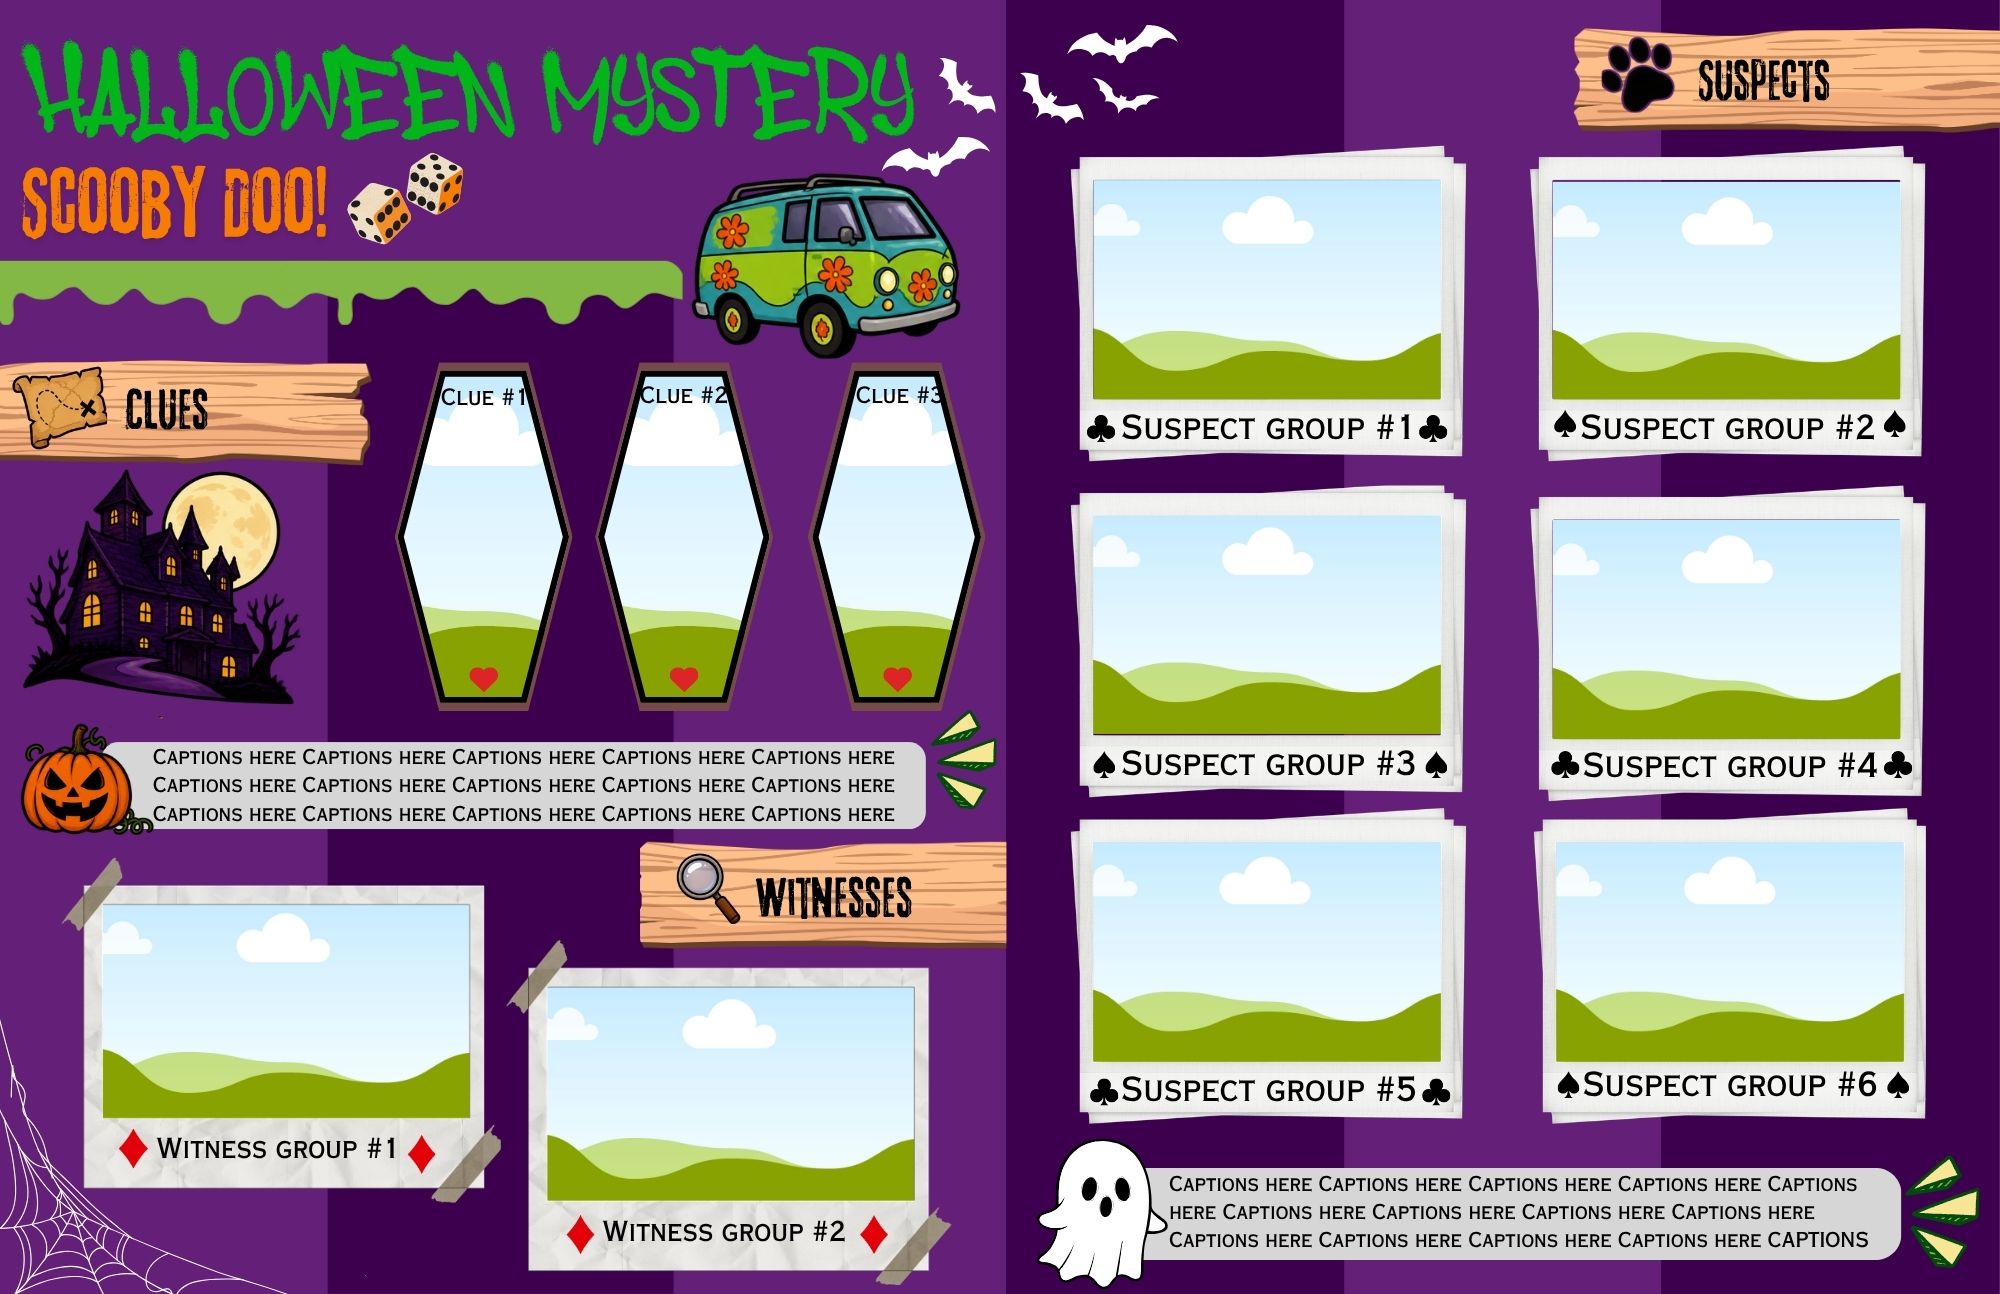 HALLOWEEN MYSTERY
SCOOBY DOO!
CLUES
Clue #1
Clue #2
Clue #3
Captions here Captions here Captions here Captions here Captions here
Captions here Captions here Captions here Captions here Captions here
Captions here Captions here Captions here Captions here Captions here
WITNESSES
Witness group #1
Witness group #2
SUSPECTS
Suspect group #1
Suspect group #2
Suspect group #3
Suspect group #4
Suspect group #5
Suspect group #6
Captions here Captions here Captions here Captions here Captions
here Captions here Captions here Captions here Captions here
Captions here Captions here Captions here Captions here CAPTIONS